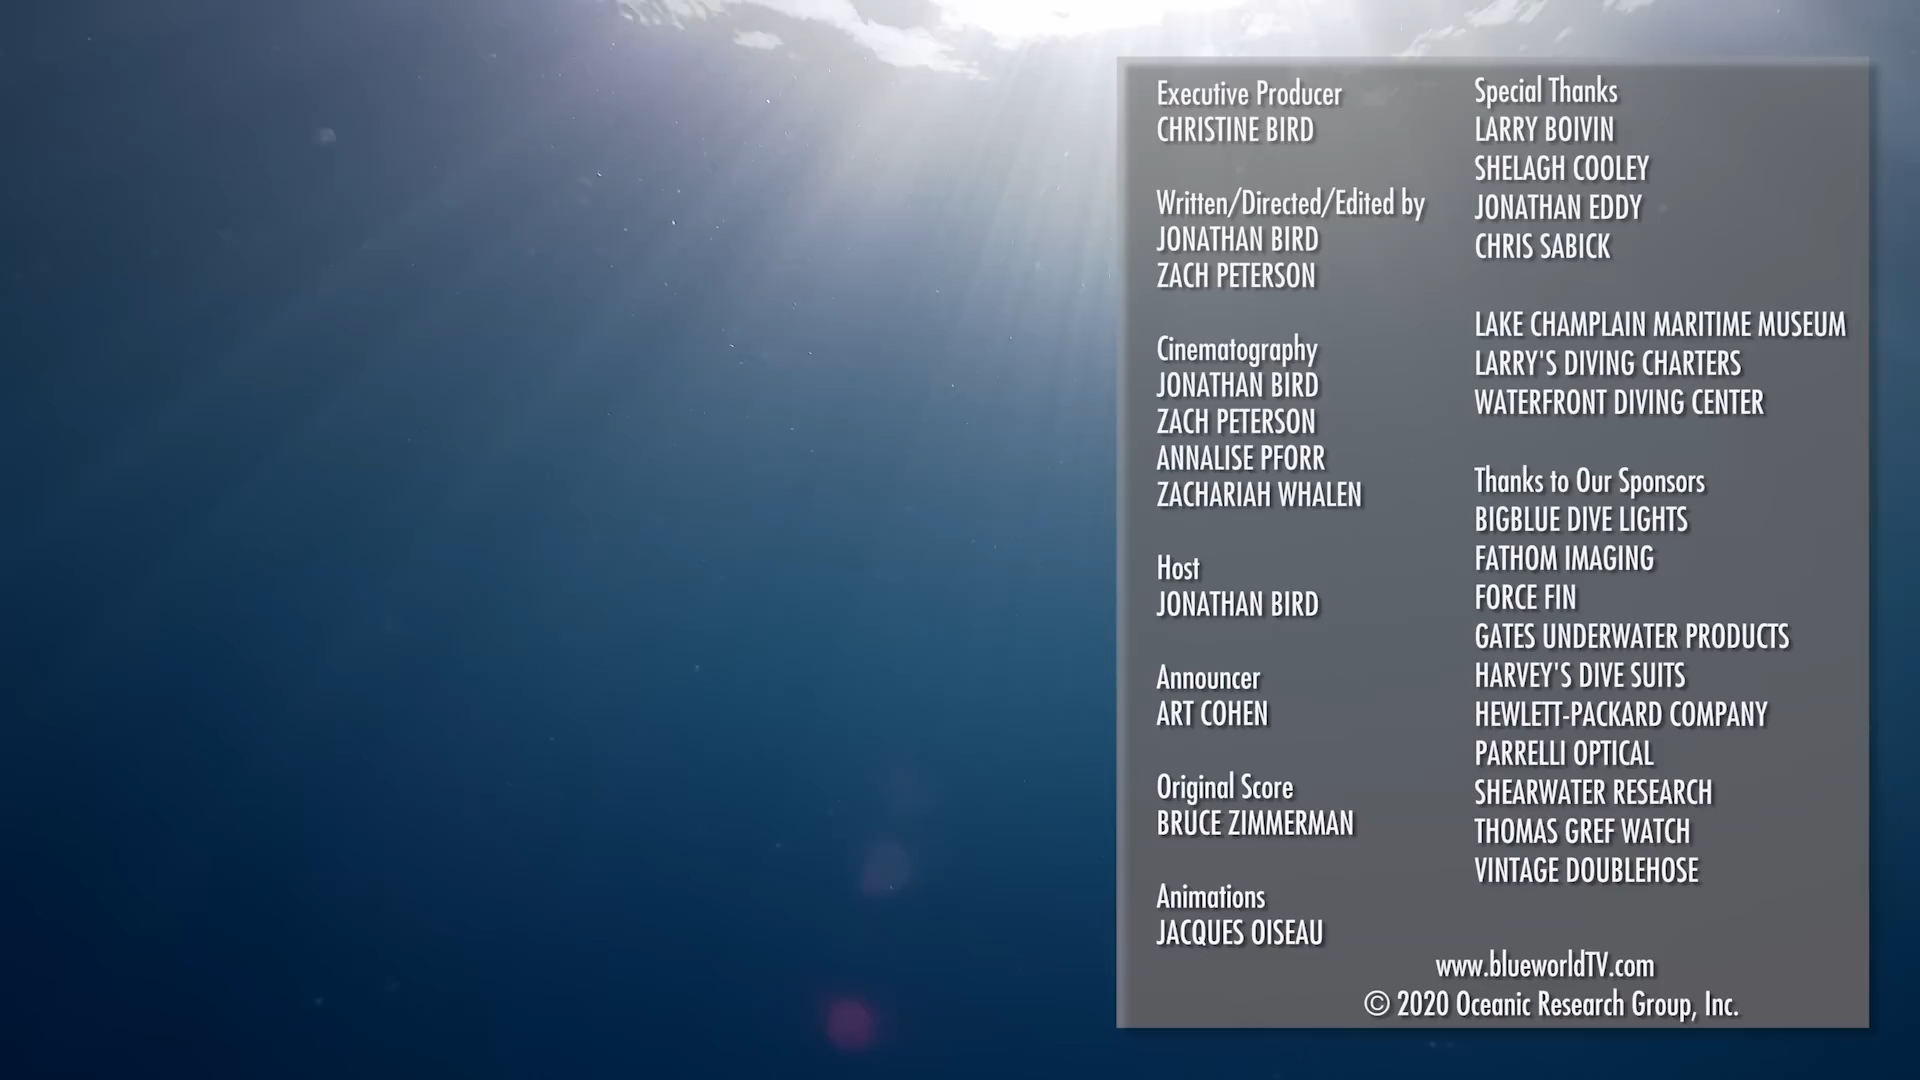 Executive Producer
CHRISTINE BIRD
Written/Directed/Edited by
JONATHAN BIRD
ZACH PETERSON
Cinematography
JONATHAN BIRD
ZACH PETERSON
ANNALISE PFORR
ZACHARIAH WHALEN
Host
JONATHAN BIRD
Announcer
ART COHEN
Original Score
BRUCE ZIMMERMAN
Animations
JACQUES OISEAU
Special Thanks
LARRY BOIVIN
SHELAGH COOLEY
JONATHAN EDDY
CHRIS SABICK
LAKE CHAMPLAIN MARITIME MUSEUM
LARRY'S DIVING CHARTERS
WATERFRONT DIVING CENTER
Thanks to Our Sponsors
BIGBLUE DIVE LIGHTS
FATHOM IMAGING
FORCE FIN
GATES UNDERWATER PRODUCTS
HARVEY'S DIVE SUITS
HEWLETT-PACKARD COMPANY
PARRELLI OPTICAL
SHEARWATER RESEARCH
THOMAS GREF WATCH
VINTAGE DOUBLEHOSE
www.blueworldTV.com
© 2020 Oceanic Research Group, Inc.